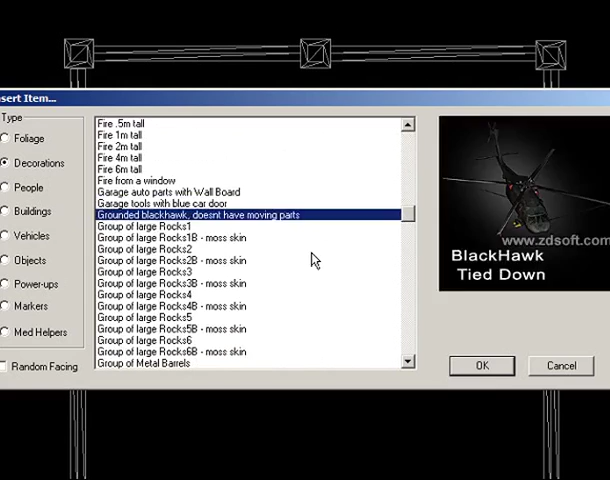 nsert Item...
Type
Foliage
Decorations
People
Buildings
Vehicles
Objects
Power-ups
Markers
Med Helpers
Random Facing
Fire .5m tall
Fire 1m tall
Fire 2m tall
Fire 4m tall
Fire 6m tall
Fire from a window
Garage auto parts with Wall Board
Garage tools with blue car door
Grounded blackhawk, doesnt have moving parts
Group of large Rocks1
Group of large Rocks1B - moss skin
Group of large Rocks2
Group of large Rocks2B - moss skin
Group of large Rocks3
Group of large Rocks3B - moss skin
Group of large Rocks4
Group of large Rocks4B - moss skin
Group of large Rocks5
Group of large Rocks5B - moss skin
Group of large Rocks6
Group of large Rocks6B - moss skin
Group of Metal Barrels
www.zdsoft.com
BlackHawk
Tied Down
OK
Cancel